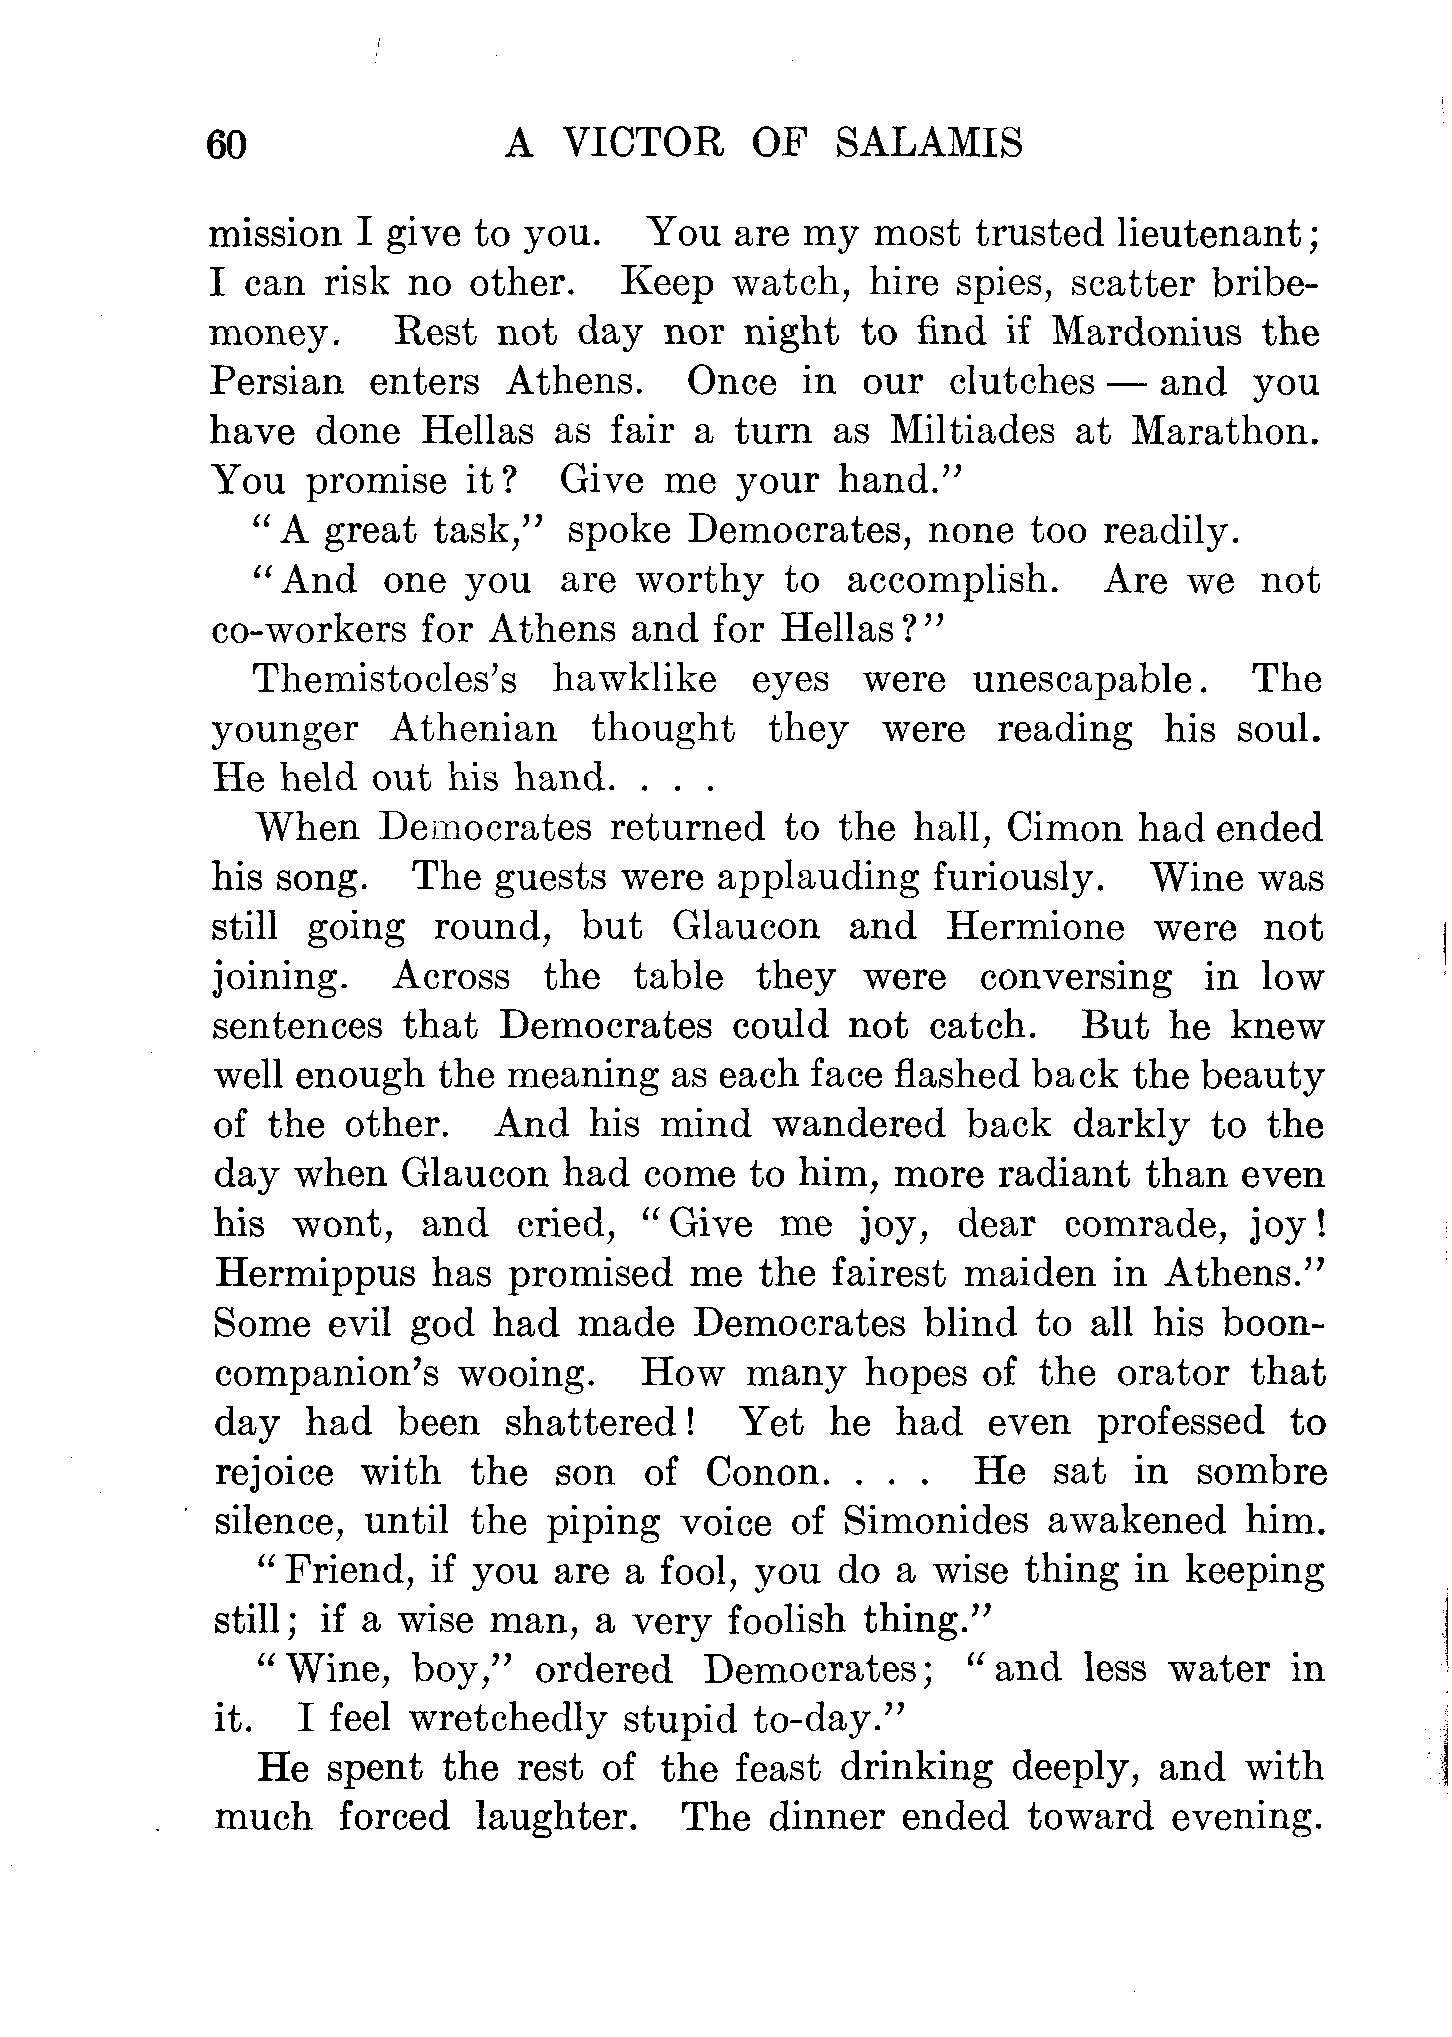 60 A VICTOR OF SALAMIS
mission I give to you. You are my most trusted lieutenant;
I can risk no other. Keep watch, hire spies, scatter bribe-
money. Rest not day nor night to find if Mardonius the
Persian enters Athens. Once in our clutches — and you
have done Hellas as fair a turn as Miltiades at Marathon.
You promise it? Give me your hand."
"A great task," spoke Democrates, none too readily.
"And one you are worthy to accomplish. Are we not
co-workers for Athens and for Hellas?"
Themistocles's hawklike eyes were unescapable. The
younger Athenian thought they were reading his soul.
He held out his hand. . . .
When Democrates returned to the hall, Cimon had ended
his song. The guests were applauding furiously. Wine was
still going round, but Glaucon and Hermione were not
joining. Across the table they were conversing in low
sentences that Democrates could not catch. But he knew
well enough the meaning as each face flashed back the beauty
of the other. And his mind wandered back darkly to the
day when Glaucon had come to him, more radiant than even
his wont, and cried, "Give me joy, dear comrade, joy!
Hermippus has promised me the fairest maiden in Athens."
Some evil god had made Democrates blind to all his boon-
companion's wooing. How many hopes of the orator that
day had been shattered! Yet he had even professed to
rejoice with the son of Conon. . . . He sat in sombre
silence, until the piping voice of Simonides awakened him.
"Friend, if you are a fool, you do a wise thing in keeping
still; if a wise man, a very foolish thing."
"Wine, boy," ordered Democrates; "and less water in
it. I feel wretchedly stupid to-day."
He spent the rest of the feast drinking deeply, and with
much forced laughter. The dinner ended toward evening.